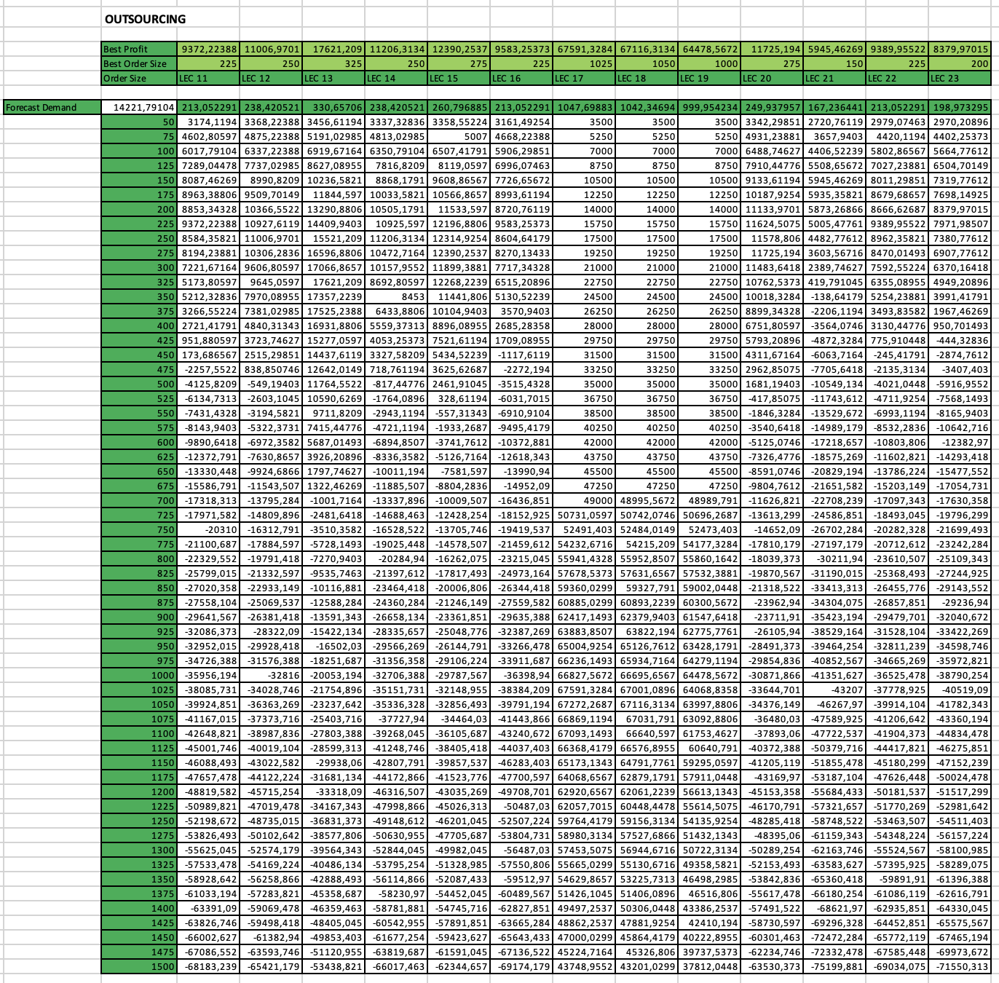 OUTSOURCING
Best Profit 9372,22388 11006,9701 17621,209 11206,3134 12390,2537 9583,25373 67591,3284 67116,3134 64478,5672 11725,194 5945,46269 9389,95522 8379,97015
Best Order Size 225 250 325 250 275 225 1025 1050 1000 275 150 225 200
Order Size LEC 11 LEC 12 LEC 13 LEC 14 LEC 15 LEC 16 LEC 17 LEC 18 LEC 19 LEC 20 LEC 21 LEC 22 LEC 23
Forecast Demand 14221,79104 213,052291 238,420521 330,65706 238,420521 260,796885 213,052291 1047,69883 1042,34694 999,954234 249,937957 167,236441 213,052291 198,973295
50 3174,1194 3368,22388 3456,61194 3337,32836 3358,55224 3161,49254 3500 3500 3500 3342,29851 2720,76119 2979,07463 2970,20896
75 4602,80597 4875,22388 5191,02985 4813,02985 5007 4668,22388 5250 5250 5250 4931,23881 3657,9403 4420,1194 4402,25373
100 6017,79104 6337,22388 6919,67164 6350,79104 6507,41791 5906,29851 7000 7000 7000 6488,74627 4406,52239 5802,86567 5664,77612
125 7289,04478 7737,02985 8627,08955 7816,8209 8119,0597 6996,07463 8750 8750 8750 7910,44776 5508,65672 7027,23881 6504,70149
150 8087,46269 8990,8209 10236,5821 8868,1791 9608,86567 7726,65672 10500 10500 10500 9133,61194 5945,46269 8011,29851 7319,77612
175 8963,38806 9509,70149 11844,597 10033,5821 10566,8657 8993,61194 12250 12250 12250 10187,9254 5935,35821 8679,68657 7698,14925
200 8853,34328 10366,5522 13290,8806 10505,1791 11533,597 8720,76119 14000 14000 14000 11133,9701 5873,26866 8666,62687 8379,97015
225 9372,22388 10927,6119 14409,9403 10925,597 12196,8806 9583,25373 15750 15750 15750 11624,5075 5005,47761 9389,95522 7971,98507
250 8584,35821 11006,9701 15521,209 11206,3134 12314,9254 8604,64179 17500 17500 17500 11578,806 4482,77612 8962,35821 7380,77612
275 8194,23881 10306,2836 16596,8806 10472,7164 12390,2537 8270,13433 19250 19250 19250 11725,194 3603,56716 8470,01493 6907,77612
300 7221,67164 9606,80597 17066,8657 10157,9552 11899,3881 7717,34328 21000 21000 21000 11483,6418 2389,74627 7592,55224 6370,16418
325 5173,80597 9645,0597 17621,209 8692,80597 12268,2239 6515,20896 22750 22750 22750 10762,5373 419,791045 6355,08955 4949,20896
350 5212,32836 7970,08955 17357,2239 8453 11441,806 5130,52239 24500 24500 24500 10018,3284 -138,64179 5254,23881 3991,41791
375 3266,55224 7381,02985 17525,2388 6433,8806 10104,9403 3570,9403 26250 26250 26250 8899,34328 -2206,1194 3493,83582 1967,46269
400 2721,41791 4840,31343 16931,8806 5559,37313 8896,08955 2685,28358 28000 28000 28000 6751,80597 -3564,0746 3130,44776 950,701493
425 951,880597 3723,74627 15277,0597 4053,25373 7521,61194 1709,08955 29750 29750 29750 5793,20896 -4872,3284 775,910448 -444,32836
450 173,686567 2515,29851 14437,6119 3327,58209 5434,52239 -1117,6119 31500 31500 31500 4311,67164 -6063,7164 -245,41791 -2874,7612
475 -2257,5522 838,850746 12642,0149 718,761194 3625,62687 -2272,194 33250 33250 33250 2962,85075 -7705,6418 -2135,3134 -3407,403
500 -4125,8209 -549,19403 11764,5522 -817,44776 2461,91045 -3515,4328 35000 35000 35000 1681,19403 -10549,134 -4021,0448 -5916,9552
525 -6134,7313 -2603,1045 10590,6269 -1764,0896 328,61194 -6031,7015 36750 36750 36750 -417,85075 -11743,612 -4711,9254 -7568,1493
550 -7431,4328 -3194,5821 9711,8209 -2943,1194 -557,31343 -6910,9104 38500 38500 38500 -1846,3284 -13529,672 -6993,1194 -8165,9403
575 -8143,9403 -5322,3731 7415,44776 -4721,1194 -1933,2687 -9495,4179 40250 40250 40250 -3540,6418 -14989,179 -8532,2836 -10642,716
600 -9890,6418 -6972,3582 5687,01493 -6894,8507 -3741,7612 -10372,881 42000 42000 42000 -5125,0746 -17218,657 -10803,806 -12382,97
625 -12372,791 -7630,8657 3926,20896 -8336,3582 -5126,7164 -12618,343 43750 43750 43750 -7326,4776 -18575,269 -11602,821 -14293,418
650 -13330,448 -9924,6866 1797,74627 -10011,194 -7581,597 -13990,94 45500 45500 45500 -8591,0746 -20829,194 -13786,224 -15477,552
675 -15586,791 -11543,507 1322,46269 -11885,507 -8804,2836 -14952,09 47250 47250 47250 -9804,7612 -21651,582 -15203,149 -17054,731
700 -17318,313 -13795,284 -1001,7164 -13337,896 -10009,507 -16436,851 49000 48995,5672 48989,791 -11626,821 -22708,239 -17097,343 -17630,358
725 -17971,582 -14809,896 -2481,6418 -14688,463 -12428,254 -18152,925 50731,0597 50742,0746 50696,2687 -13613,299 -24586,851 -18493,045 -19796,299
750 -20310 -16312,791 -3510,3582 -16528,522 -13705,746 -19419,537 52491,403 52484,0149 52473,403 -14652,09 -26702,284 -20282,328 -21699,493
775 -21100,687 -17884,597 -5728,1493 -19025,448 -14578,507 -21459,612 54232,6716 54215,209 54177,3284 -17810,179 -27197,179 -20712,612 -23242,284
800 -22329,552 -19791,418 -7270,9403 -20284,94 -16262,075 -23215,045 55941,4328 55952,8507 55860,1642 -18039,373 -30211,94 -23610,507 -25109,343
825 -25799,015 -21332,597 -9535,7463 -21397,612 -17817,493 -24973,164 57678,5373 57631,6567 57532,3881 -19870,567 -31190,015 -25368,493 -27244,925
850 -27020,358 -22933,149 -10116,881 -23464,418 -20006,806 -26344,418 59360,0299 59327,791 59002,0448 -21318,522 -33413,313 -26455,776 -29143,552
875 -27558,104 -25069,537 -12588,284 -24360,284 -21246,149 -27559,582 60885,0299 60893,2239 60300,5672 -23962,94 -34304,075 -26857,851 -29236,94
900 -29641,567 -26381,418 -13591,343 -26658,134 -23361,851 -29635,388 62417,1493 62379,9403 61547,6418 -23711,91 -35423,194 -29479,701 -32040,672
925 -32086,373 -28322,09 -15422,134 -28335,657 -25048,776 -32387,269 63883,8507 63822,194 62775,7761 -26105,94 -38529,164 -31528,104 -33422,269
950 -32952,015 -29928,418 -16502,03 -29566,269 -26144,791 -33266,478 65004,9254 65126,7612 63428,1791 -28491,373 -39464,254 -32811,239 -34598,746
975 -34726,388 -31576,388 -18251,687 -31356,358 -29106,224 -33911,687 66236,1493 65934,7164 64279,1194 -29854,836 -40852,567 -34665,269 -35972,821
1000 -35956,194 -32816 -20053,194 -32706,388 -29787,567 -36398,94 66827,5672 66695,6567 64478,5672 -30871,866 -41351,627 -36525,478 -38790,254
1025 -38085,731 -34028,746 -21754,896 -35151,731 -32148,955 -38384,209 67591,3284 67001,0896 64068,8358 -33644,701 -43207 -37778,925 -40519,09
1050 -39924,851 -36363,269 -23237,642 -35336,328 -32856,493 -39791,194 67272,2687 67116,3134 63997,8806 -34376,149 -46267,97 -39914,104 -41782,343
1075 -41167,015 -37373,716 -25403,716 -37727,94 -34464,03 -41443,866 66869,1194 67031,791 63092,8806 -36480,03 -47589,925 -41206,642 -43360,194
1100 -42648,821 -38987,836 -27803,388 -39268,045 -36105,687 -43240,672 67093,1493 66640,597 61753,4627 -37893,06 -47722,537 -41904,373 -44834,478
1125 -45001,746 -40019,104 -28599,313 -41248,746 -38405,418 -44037,403 66368,4179 66576,8955 60640,791 -40372,388 -50379,716 -44417,821 -46275,851
1150 -46088,493 -43022,582 -29938,06 -42807,791 -39857,537 -46283,403 65173,1343 64791,7761 59295,0597 -41205,119 -51855,478 -45180,299 -47152,239
1175 -47657,478 -44122,224 -31681,134 -44172,866 -41523,776 -47700,597 64068,6567 62879,1791 57911,0448 -43169,97 -53187,104 -47626,448 -50024,478
1200 -48819,582 -45715,254 -33318,09 -46316,507 -43035,269 -49708,701 62920,6567 62061,2239 56613,1343 -45153,358 -55684,433 -50181,537 -51517,299
1225 -50989,821 -47019,478 -34167,343 -47998,866 -45026,313 -50487,03 62057,7015 60448,4478 55614,5075 -46170,791 -57321,657 -51770,269 -52981,642
1250 -52198,672 -48735,015 -36831,373 -49148,612 -46201,045 -52507,224 59764,4179 59156,3134 54135,9254 -48285,418 -58748,522 -53463,507 -54511,403
1275 -53826,493 -50102,642 -38577,806 -50630,955 -47705,687 -53804,731 58980,3134 57527,6866 51432,1343 -48395,06 -61159,343 -54348,224 -56157,224
1300 -55625,045 -52574,179 -39564,343 -52844,045 -49982,045 -56487,03 57453,5075 56944,6716 50722,3134 -50289,254 -62163,746 -55524,567 -58100,985
1325 -57533,478 -54169,224 -40486,134 -53795,254 -51328,985 -57550,806 55665,0299 55130,6716 49358,5821 -52153,493 -63583,627 -57395,925 -58289,075
1350 -58928,642 -56258,866 -42888,493 -56114,866 -52087,433 -59512,97 54629,8657 53225,7313 46498,2985 -53842,836 -65360,418 -59891,91 -61396,388
1375 -61033,194 -57283,821 -45358,687 -58230,97 -54452,045 -60489,567 51426,1045 51406,0896 46516,806 -55617,478 -66180,254 -61086,119 -62616,791
1400 -63391,09 -59069,478 -46359,463 -58781,881 -54745,716 -62827,851 49497,2537 50306,0448 43386,2537 -57491,522 -68621,97 -62935,851 -64330,045
1425 -63826,746 -59498,418 -48405,045 -60542,955 -57891,851 -63665,284 48862,2537 47881,9254 42410,194 -58730,597 -69296,328 -64452,851 -65575,567
1450 -66002,627 -61382,94 -49853,403 -61677,254 -59423,627 -65643,433 47000,0299 45864,4179 40222,8955 -60301,463 -72472,284 -65772,119 -67465,194
1475 -67086,552 -63593,746 -51120,955 -63819,687 -61591,045 -67136,522 45224,7164 45326,806 39737,5373 -62234,746 -72332,478 -67585,448 -69973,672
1500 -68183,239 -65421,179 -53438,821 -66017,463 -62344,657 -69174,179 43748,9552 43201,0299 37812,0448 -63530,373 -75199,881 -69034,075 -71550,313